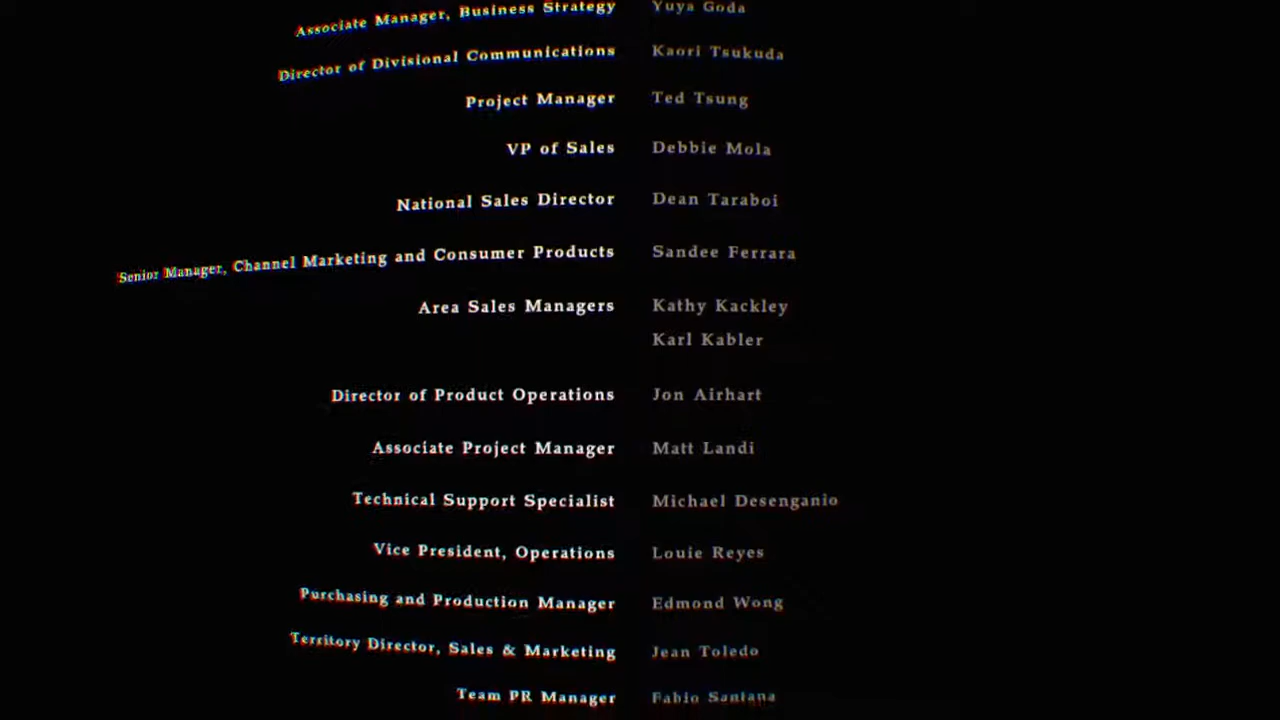 Associate Manager, Business Strategy Yuya Goda
Director of Divisional Communications Kaori Tsukuda
Project Manager Ted Tsung
VP of Sales Debbie Mola
National Sales Director Dean Taraboi
Senior Manager, Channel Marketing and Consumer Products Sandee Ferrara
Area Sales Managers Kathy Kackley
Karl Kabler
Director of Product Operations Jon Airhart
Associate Project Manager Matt Landi
Technical Support Specialist Michael Desenganio
Vice President, Operations Louie Reyes
Purchasing and Production Manager Edmond Wong
Territory Director, Sales & Marketing Jean Toledo
Team PR Manager Fabio Santana